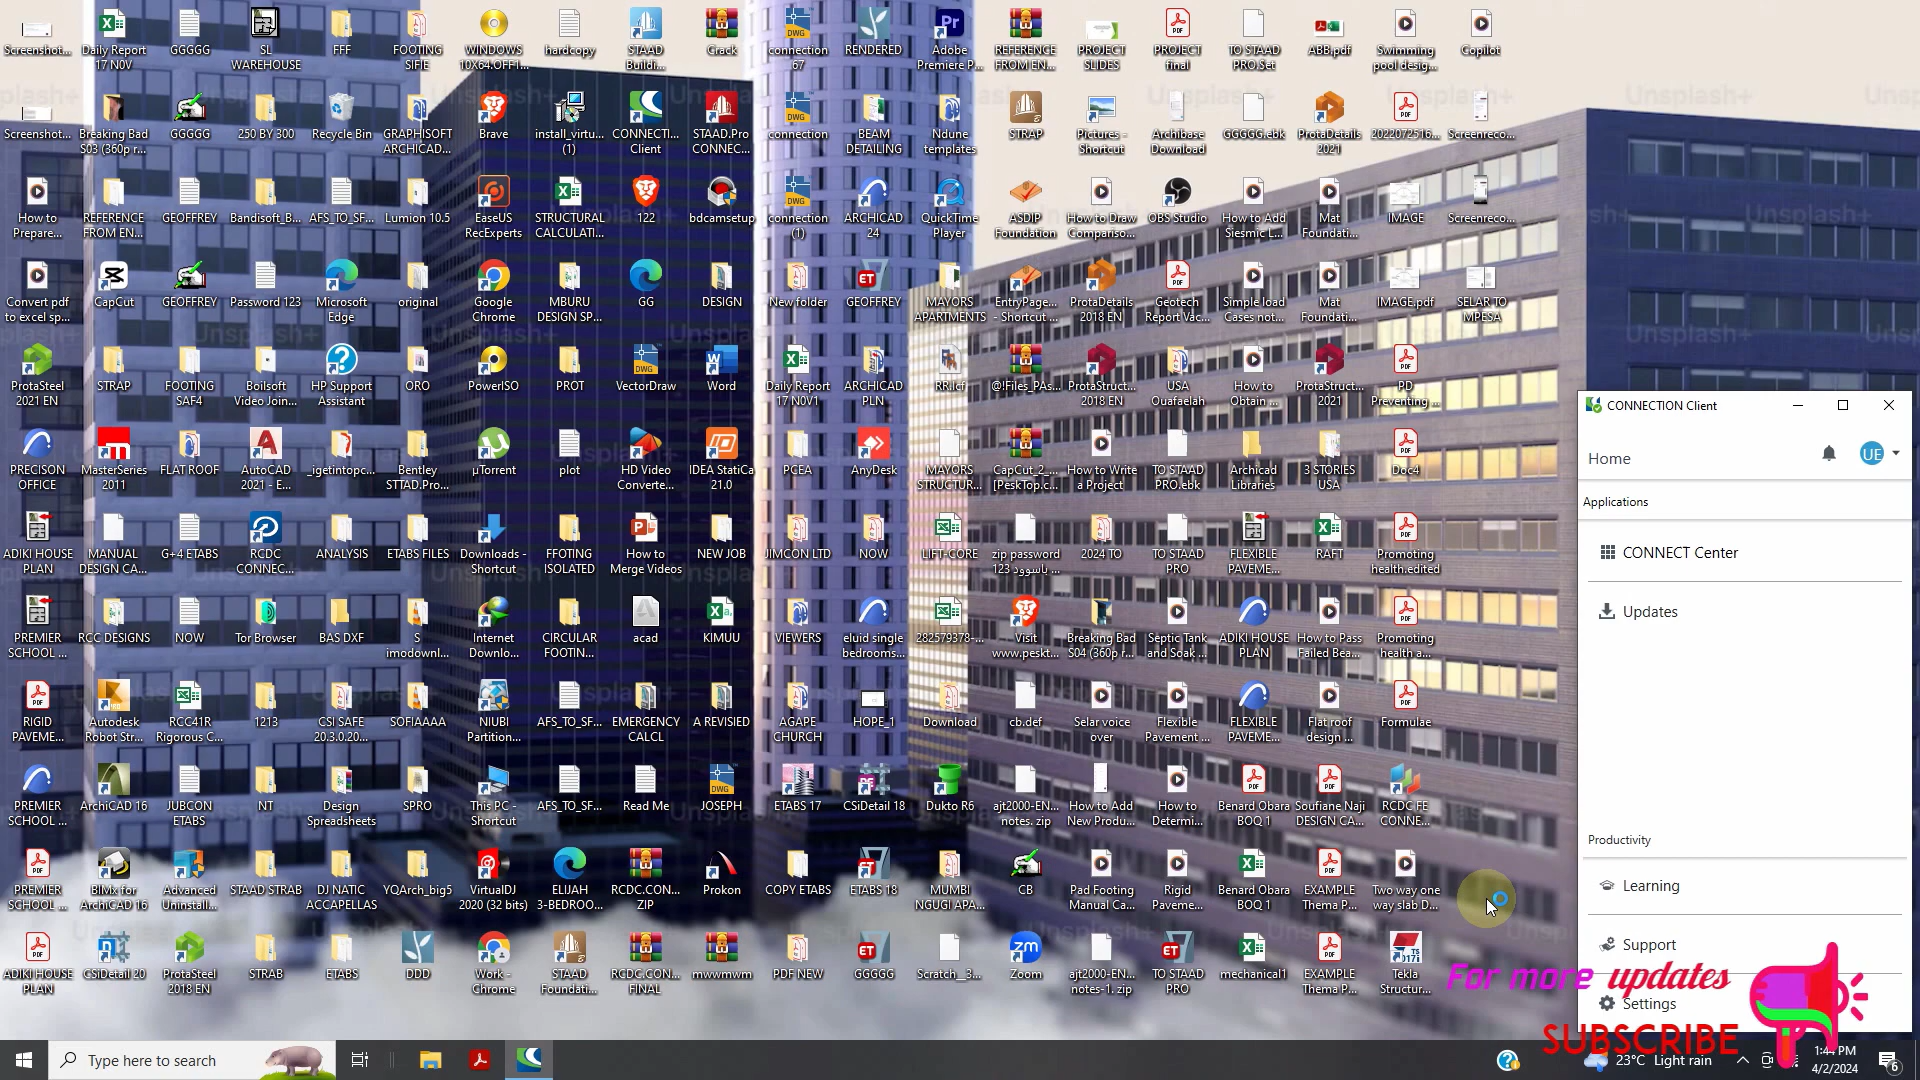 Screenshot...
Daily Report
17 N0V
GGGGG
SL
WAREHOUSE
FFF
FOOTING
SIFIE
WINDOWS
10X64.OFF1...
hardcopy
STAAD
Buildi...
Crack
connection
67
RENDERED
Adobe
Premiere P...
REFERENCE
FROM EN...
PROJECT
SLIDES
PROJECT
final
TO STAAD
PRO.Set
ABB.pdf
Swimming
pool desig...
Copilot
Screenshot...
Breaking Bad
S03 (360p r...
GGGGG
250 BY 300
Recycle Bin
GRAPHISOFT
ARCHICAD...
Brave
install_virtu...
(1)
CONNECTI...
Client
STAAD.Pro
CONNEC...
connection
BEAM
DETAILING
Ndune
templates
STRAP
Pictures -
Shortcut
Archibase
Download
GGGGG.ebk
ProtaDetails
2021
2022072516...
Screenreco...
How to
Prepare...
REFERENCE
FROM EN...
GEOFFREY
Bandisoft_B...
AFS_TO_SF...
Lumion 10.5
EaseUS
RecExperts
STRUCTURAL
CALCULATI...
122
bdcamsetup
connection
(1)
ARCHICAD
24
QuickTime
Player
ASDIP
Foundation
How to Draw
Compariso...
OBS Studio
How to Add
Siesmic L...
Mat
Foundati...
IMAGE
Screenreco...
Convert pdf
to excel sp...
CapCut
GEOFFREY
Password 123
Microsoft
Edge
original
Google
Chrome
MBURU
DESIGN SP...
GG
DESIGN
New folder
GEOFFREY
MAYORS
APARTMENTS
EntryPage...
- Shortcut ...
ProtaDetails
2018 EN
Geotech
Report Vac...
Simple load
Cases not...
Mat
Foundati...
IMAGE.pdf
SELAR TO
MPESA
ProtaSteel
2021 EN
STRAP
FOOTING
SAF4
Boilsoft
Video Join...
HP Support
Assistant
ORO
PowerISO
PROT
VectorDraw
Word
Daily Report
17 N0V1
ARCHICAD
PLN
RR.lcf
@!Files_PAs...
ProtaStruct...
2018 EN
USA
Ouafaelah
How to
Obtain ...
ProtaStruct...
2021
PD
Preventing ...
PRECISON
OFFICE
MasterSeries
2011
FLAT ROOF
AutoCAD
2021 - E...
_igetintopc...
Bentley
STTAD.Pro...
µTorrent
plot
HD Video
Converte...
IDEA StatiCa
21.0
PCEA
AnyDesk
MAYORS
STRUCTUR...
CapCut_2_...
[PeskTop.c...
How to Write
a Project
TO STAAD
PRO.ebk
Archicad
Libraries
3 STORIES
USA
Doc4
ADIKI HOUSE
PLAN
MANUAL
DESIGN CA...
G+4 ETABS
RCDC
CONNEC...
ANALYSIS
ETABS FILES
Downloads -
Shortcut
FFOTING
ISOLATED
How to
Merge Videos
NEW JOB
JIMCON LTD
NOW
LIFT-CORE
zip password
123 باسوورد ...
2024 TO
TO STAAD
PRO
FLEXIBLE
PAVEME...
RAFT
Promoting
health.edited
PREMIER
SCHOOL ...
RCC DESIGNS
NOW
Tor Browser
BAS DXF
S
imodownl...
Internet
Downlo...
CIRCULAR
FOOTIN...
acad
KIMUU
VIEWERS
eluid single
bedrooms...
282579378-...
Visit
www.peskt...
Breaking Bad
S04 (360p r...
Septic Tank
and Soak ...
ADIKI HOUSE
PLAN
How to Pass
Failed Bea...
Promoting
health a...
RIGID
PAVEME...
Autodesk
Robot Str...
RCC41R
Rigorous C...
1213
CSI SAFE
20.3.0.20...
SOFIAAAA
NIUBI
Partition...
AFS_TO_SF...
EMERGENCY
CALCL
A REVISIED
AGAPE
CHURCH
HOPE_1
Download
cb.def
Selar voice
over
Flexible
Pavement ...
FLEXIBLE
PAVEME...
Flat roof
design ...
Formulae
PREMIER
SCHOOL ...
ArchiCAD 16
JUBCON
ETABS
NT
Design
Spreadsheets
SPRO
This PC -
Shortcut
AFS_TO_SF...
Read Me
JOSEPH
ETABS 17
CSiDetail 18
Dukto R6
ajt2000-EN...
notes. zip
How to Add
New Produ...
How to
Determi...
Benard Obara
BOQ 1
Soufiane Naji
DESIGN CA...
RCDC FE
CONNE...
PREMIER
SCHOOL ...
BIMx for
ArchiCAD 16
Advanced
Uninstall...
STAAD STRAB
DJ NATIC
ACCAPELLAS
YQArch_big5
VirtualDJ
2020 (32 bits)
ELIJAH
3-BEDROO...
RCDC.CON...
ZIP
Prokon
COPY ETABS
ETABS 18
MUMBI
NGUGI APA...
CB
Pad Footing
Manual Ca...
Rigid
Paveme...
Benard Obara
BOQ 1
EXAMPLE
Thema P...
Two way one
way slab D...
ADIKI HOUSE
PLAN
CSiDetail 20
ProtaSteel
2018 EN
STRAB
ETABS
DDD
Work -
Chrome
STAAD
Foundati...
RCDC.CON...
FINAL
mwwmwm
PDF NEW
GGGGG
Scratch__3...
Zoom
ajt2000-EN...
notes-1. zip
TO STAAD
PRO
mechanical1
EXAMPLE
Thema P...
Tekla
Structur...
CONNECTION Client
Home
UE
Applications
CONNECT Center
Updates
Productivity
Learning
Support
Settings
For more updates
SUBSCRIBE
Type here to search
23°C Light rain
1:44 PM
4/2/2024
6